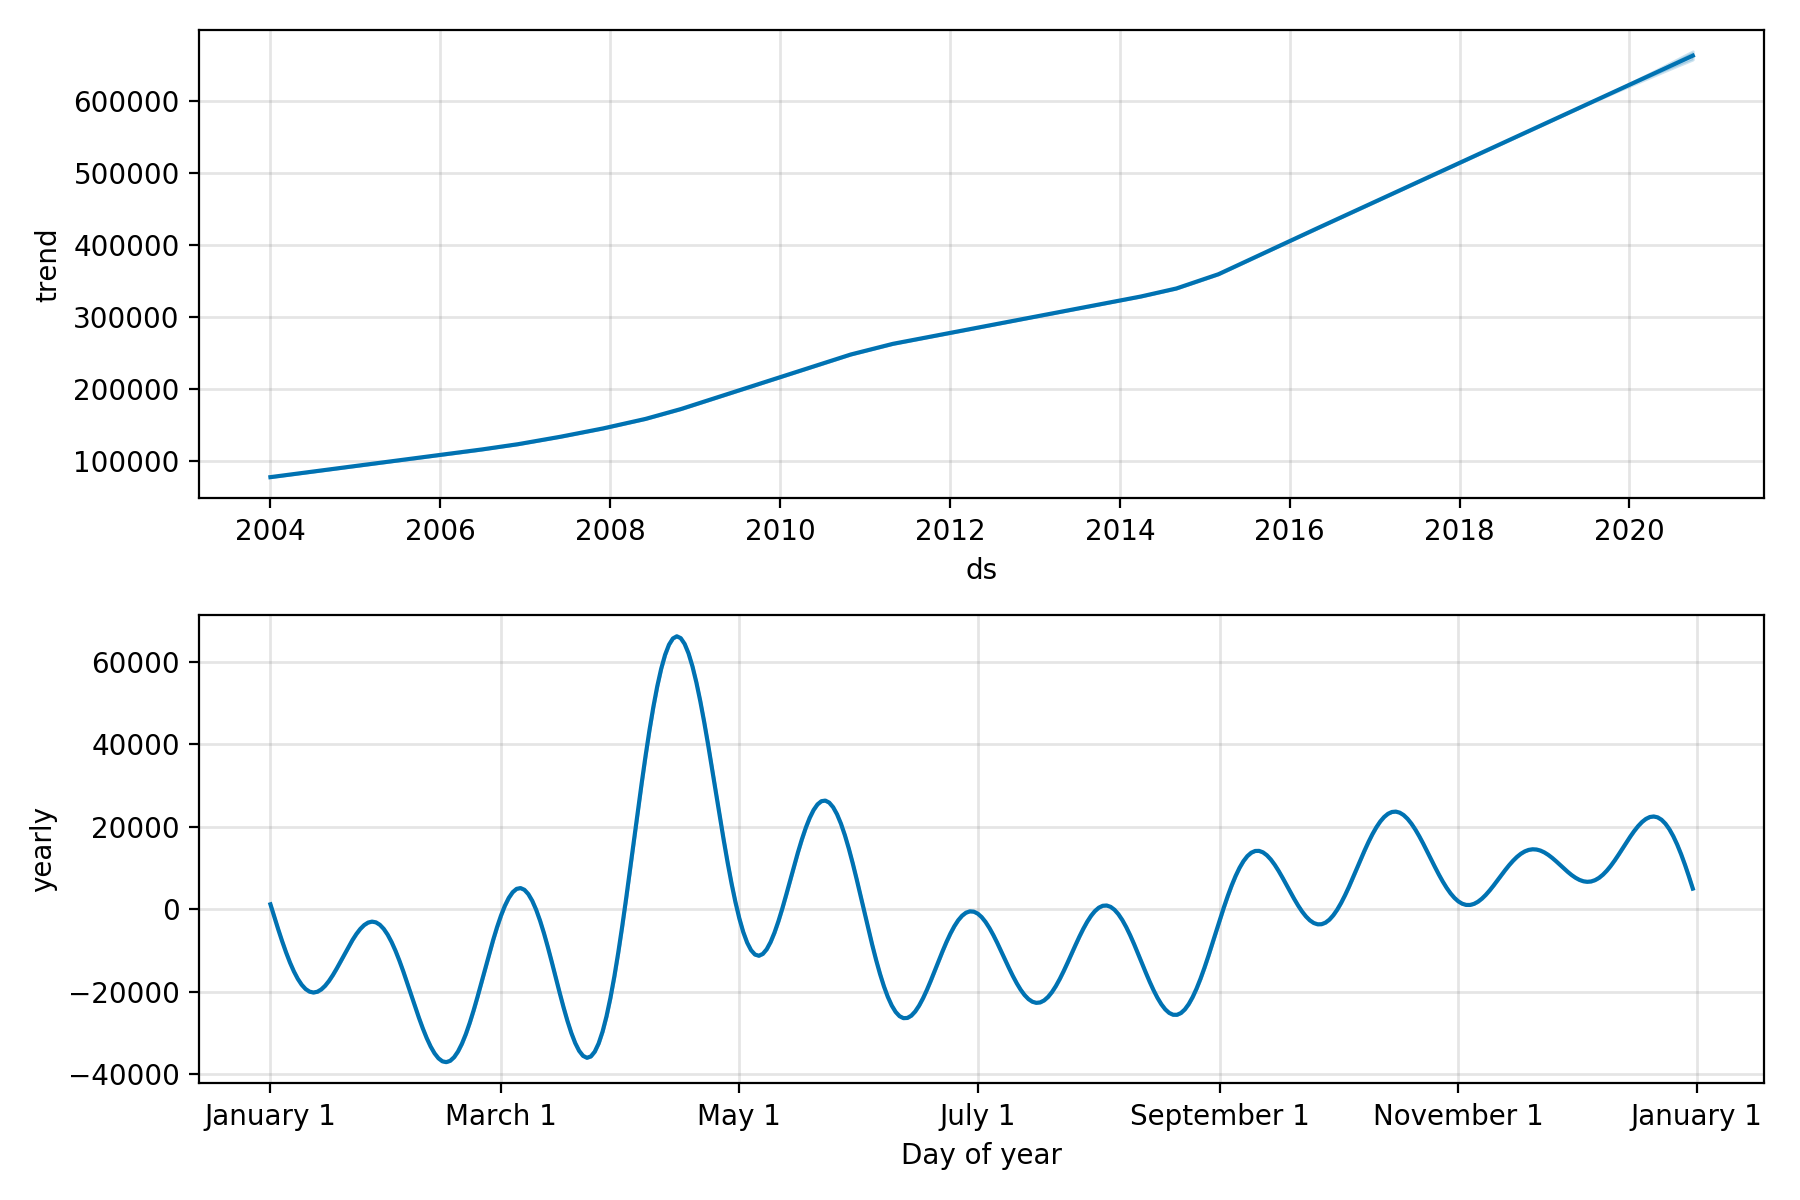 600000
500000
400000
300000
200000
100000
trend
2004 2006 2008 2010 2012 2014 2016 2018 2020
ds
60000
40000
20000
0
−20000
−40000
yearly
January 1 March 1 May 1 July 1 September 1 November 1 January 1
Day of year